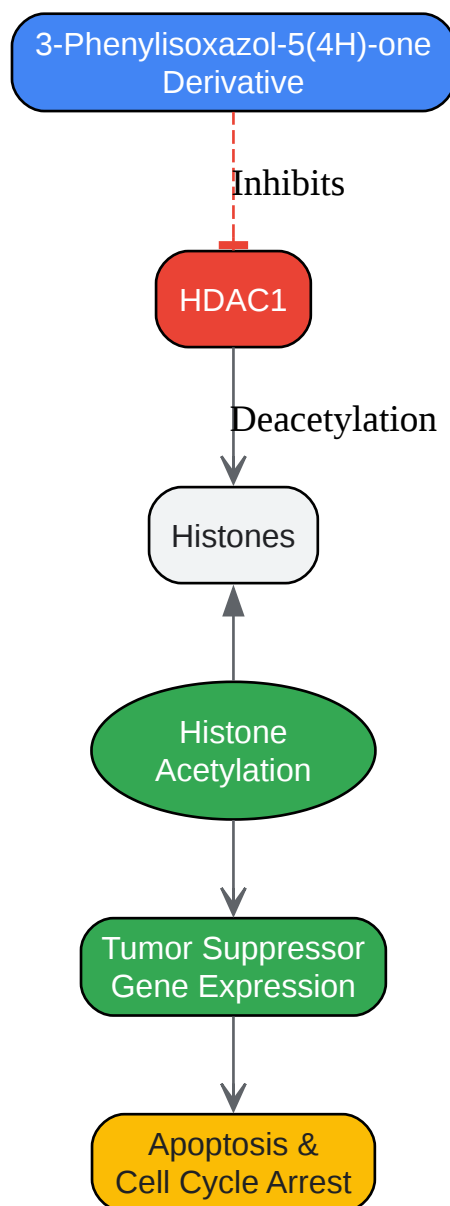 3-Phenylisoxazol-5(4H)-one
Derivative
Inhibits
HDAC1
Deacetylation
Histones
Histone
Acetylation
Tumor Suppressor
Gene Expression
Apoptosis &
Cell Cycle Arrest